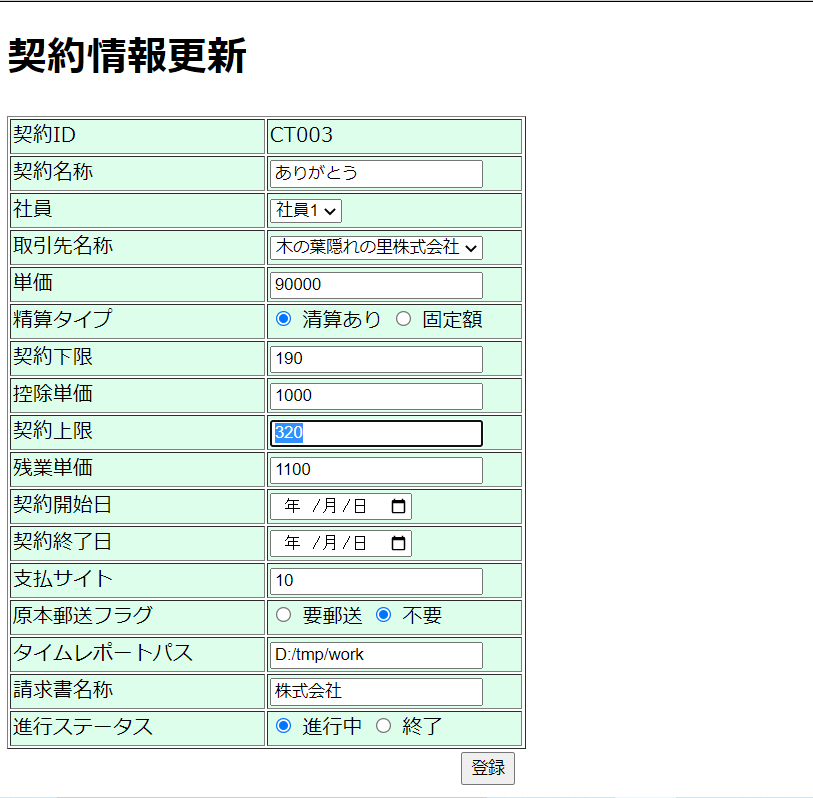 契約情報更新
契約ID CT003
契約名称 ありがとう
社員 社員1
取引先名称 木の葉隠れの里株式会社
単価 90000
精算タイプ 清算あり 固定額
契約下限 190
控除単価 1000
契約上限 320
残業単価 1100
契約開始日 年 /月/日
契約終了日 年 /月/日
支払サイト 10
原本郵送フラグ 要郵送 不要
タイムレポートパス D:/tmp/work
請求書名称 株式会社
進行ステータス 進行中 終了
登録